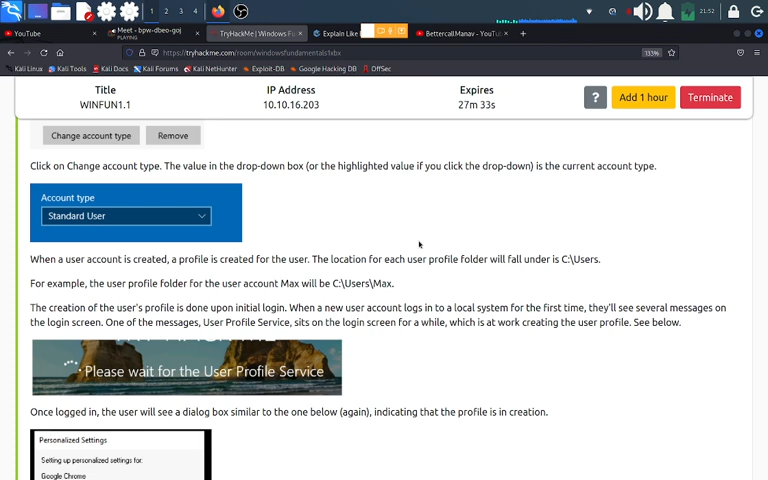 1 2 3 4
21:52
YouTube
Meet - bpw-dbeo-goj
PLAYING
TryHackMe | Windows Fun
Explain Like
BettercallManav - YouTu
https://tryhackme.com/room/windowsfundamentals1xbx
133%
Kali Linux Kali Tools Kali Docs Kali Forums Kali NetHunter Exploit-DB Google Hacking DB OffSec
Title IP Address Expires
WINFUN1.1 10.10.16.203 27m 33s
? Add 1 hour Terminate
Change account type Remove
Click on Change account type. The value in the drop-down box (or the highlighted value if you click the drop-down) is the current account type.
Account type
Standard User
When a user account is created, a profile is created for the user. The location for each user profile folder will fall under is C:\Users.
For example, the user profile folder for the user account Max will be C:\Users\Max.
The creation of the user's profile is done upon initial login. When a new user account logs in to a local system for the first time, they'll see several messages on
the login screen. One of the messages, User Profile Service, sits on the login screen for a while, which is at work creating the user profile. See below.
Please wait for the User Profile Service
Once logged in, the user will see a dialog box similar to the one below (again), indicating that the profile is in creation.
Personalized Settings
Setting up personalized settings for:
Google Chrome